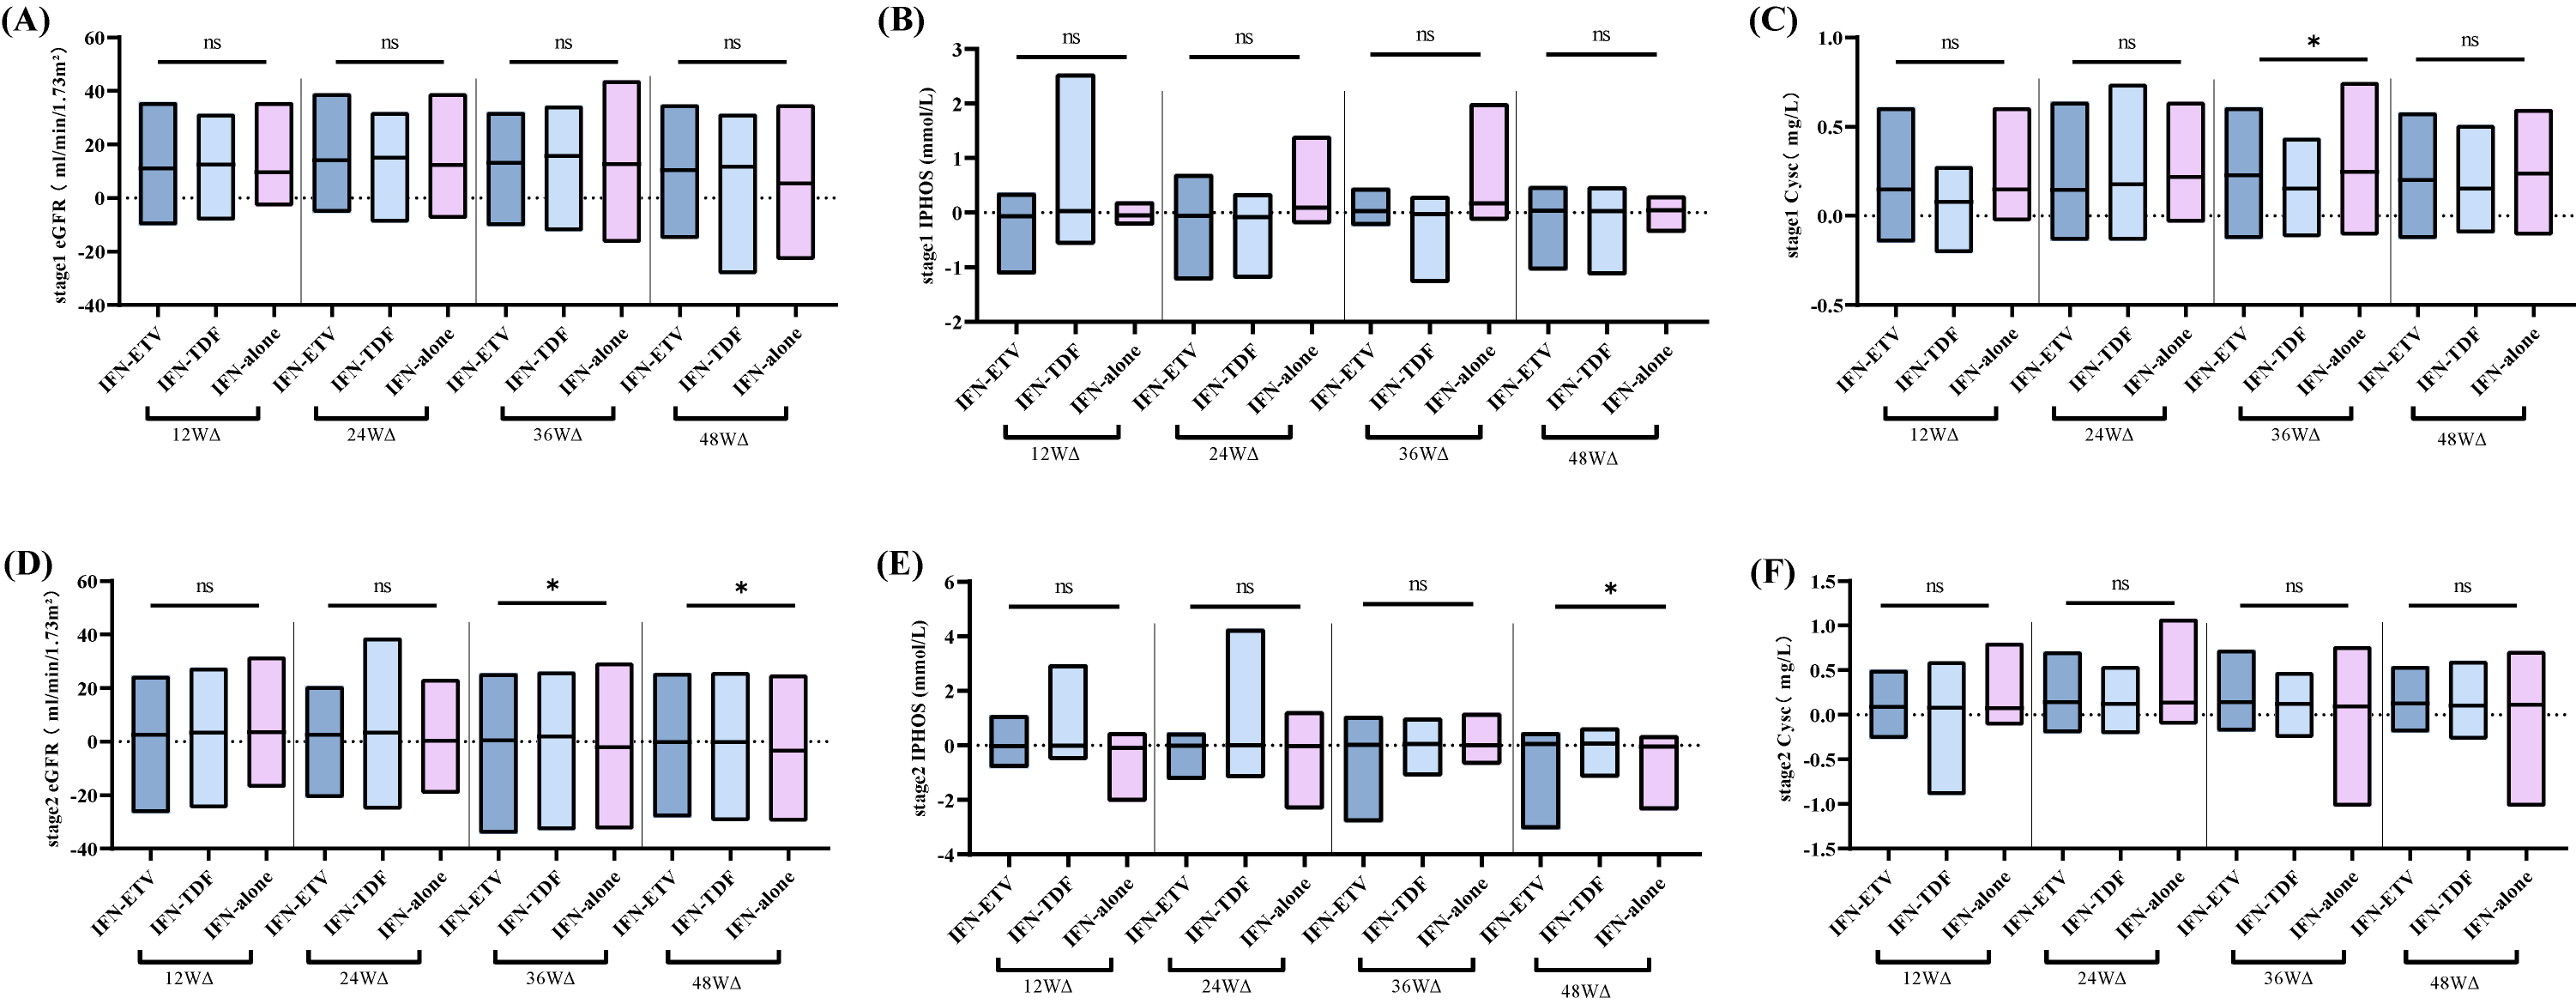 (A)
stage1 eGFR ( ml/min/1.73m²)
60
40
20
0
-20
-40
ns ns ns ns
IFN-ETV IFN-TDF IFN-alone IFN-ETV IFN-TDF IFN-alone IFN-ETV IFN-TDF IFN-alone IFN-ETV IFN-TDF IFN-alone
12WΔ 24WΔ 36WΔ 48WΔ
(B)
stage1 IPHOS (mmol/L)
3
2
1
0
-1
-2
ns ns ns ns
IFN-ETV IFN-TDF IFN-alone IFN-ETV IFN-TDF IFN-alone IFN-ETV IFN-TDF IFN-alone IFN-ETV IFN-TDF IFN-alone
12WΔ 24WΔ 36WΔ 48WΔ
(C)
stage1 Cysc( mg/L)
1.0
0.5
0.0
-0.5
ns ns * ns
IFN-ETV IFN-TDF IFN-alone IFN-ETV IFN-TDF IFN-alone IFN-ETV IFN-TDF IFN-alone IFN-ETV IFN-TDF IFN-alone
12WΔ 24WΔ 36WΔ 48WΔ
(D)
stage2 eGFR ( ml/min/1.73m²)
60
40
20
0
-20
-40
ns ns * *
IFN-ETV IFN-TDF IFN-alone IFN-ETV IFN-TDF IFN-alone IFN-ETV IFN-TDF IFN-alone IFN-ETV IFN-TDF IFN-alone
12WΔ 24WΔ 36WΔ 48WΔ
(E)
stage2 IPHOS (mmol/L)
6
4
2
0
-2
-4
ns ns ns *
IFN-ETV IFN-TDF IFN-alone IFN-ETV IFN-TDF IFN-alone IFN-ETV IFN-TDF IFN-alone IFN-ETV IFN-TDF IFN-alone
12WΔ 24WΔ 36WΔ 48WΔ
(F)
stage2 Cysc( mg/L)
1.5
1.0
0.5
0.0
-0.5
-1.0
-1.5
ns ns ns ns
IFN-ETV IFN-TDF IFN-alone IFN-ETV IFN-TDF IFN-alone IFN-ETV IFN-TDF IFN-alone IFN-ETV IFN-TDF IFN-alone
12WΔ 24WΔ 36WΔ 48WΔ